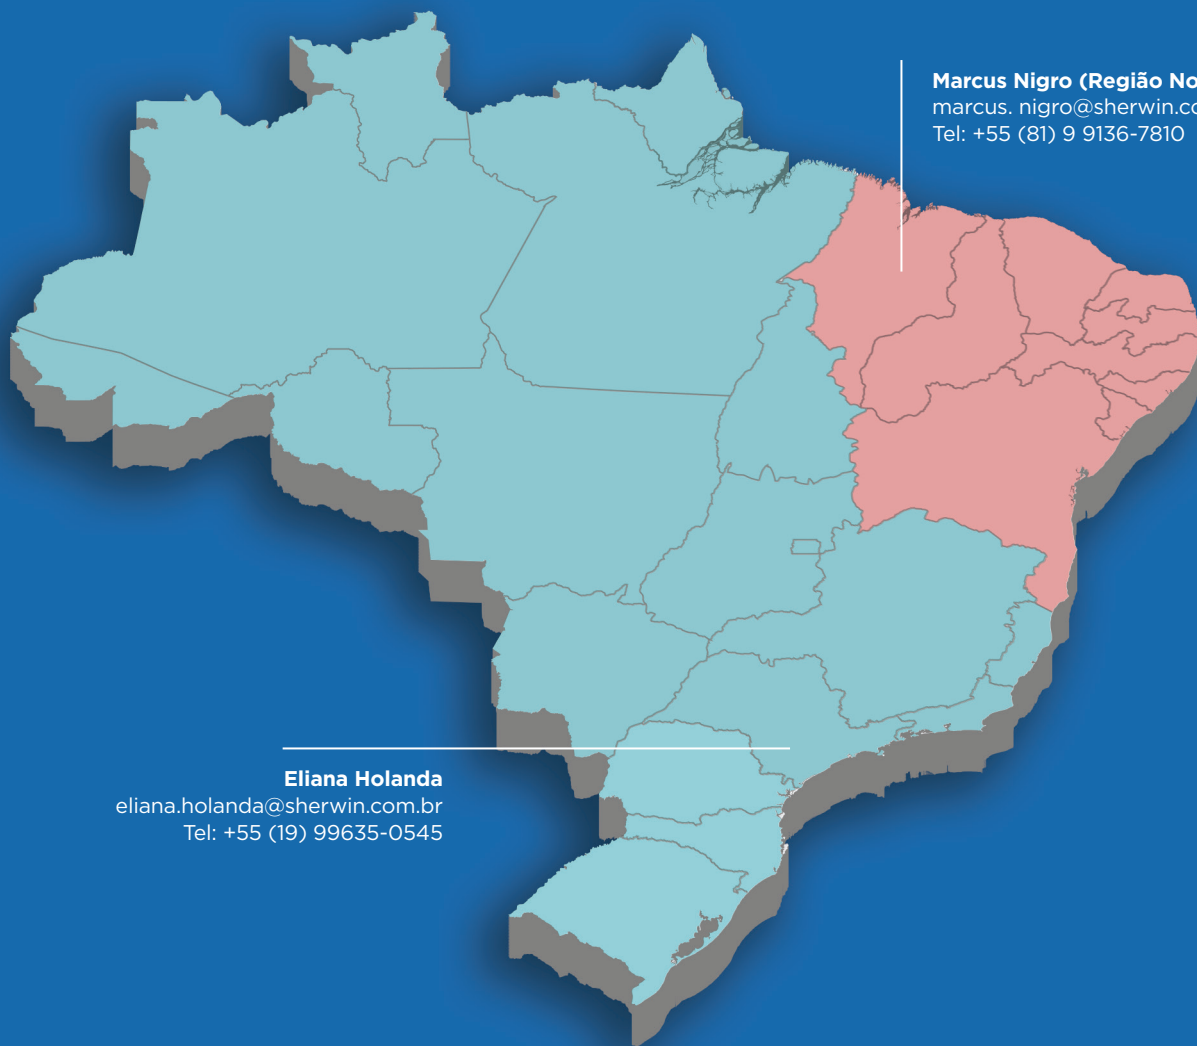 Marcus Nigro (Região No
marcus. nigro@sherwin.co
Tel: +55 (81) 9 9136-7810
Eliana Holanda
eliana.holanda@sherwin.com.br
Tel: +55 (19) 99635-0545